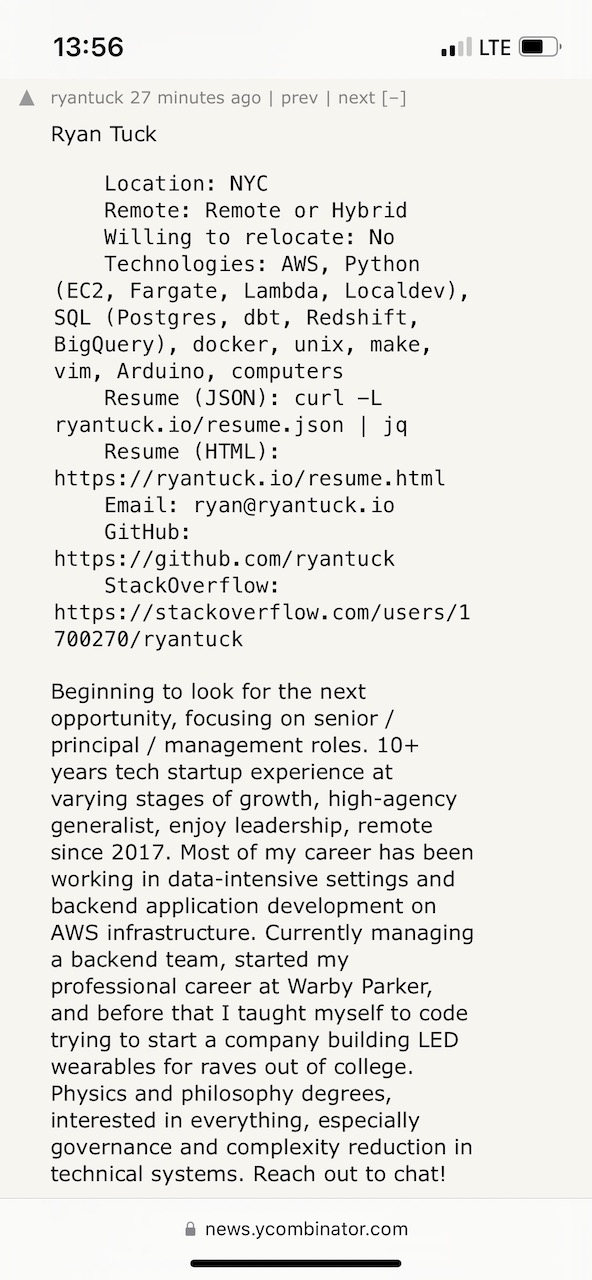 13:56
LTE
ryantuck 27 minutes ago | prev | next [–]
Ryan Tuck
Location: NYC
Remote: Remote or Hybrid
Willing to relocate: No
Technologies: AWS, Python
(EC2, Fargate, Lambda, Localdev),
SQL (Postgres, dbt, Redshift,
BigQuery), docker, unix, make,
vim, Arduino, computers
Resume (JSON): curl -L
ryantuck.io/resume.json | jq
Resume (HTML):
https://ryantuck.io/resume.html
Email: ryan@ryantuck.io
GitHub:
https://github.com/ryantuck
StackOverflow:
https://stackoverflow.com/users/1
700270/ryantuck
Beginning to look for the next
opportunity, focusing on senior /
principal / management roles. 10+
years tech startup experience at
varying stages of growth, high-agency
generalist, enjoy leadership, remote
since 2017. Most of my career has been
working in data-intensive settings and
backend application development on
AWS infrastructure. Currently managing
a backend team, started my
professional career at Warby Parker,
and before that I taught myself to code
trying to start a company building LED
wearables for raves out of college.
Physics and philosophy degrees,
interested in everything, especially
governance and complexity reduction in
technical systems. Reach out to chat!
news.ycombinator.com